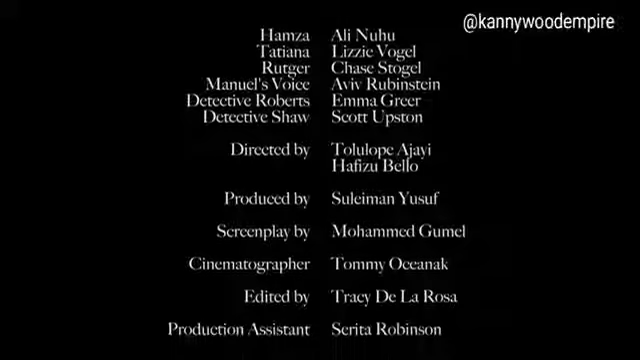 @kannywoodempire
Hamza Ali Nuhu
Tatiana Lizzie Vogel
Rutger Chase Stogel
Manuel's Voice Aviv Rubinstein
Detective Roberts Emma Greer
Detective Shaw Scott Upston
Directed by Tolulope Ajayi
Hafizu Bello
Produced by Suleiman Yusuf
Screenplay by Mohammed Gumel
Cinematographer Tommy Oceanak
Edited by Tracy De La Rosa
Production Assistant Serita Robinson